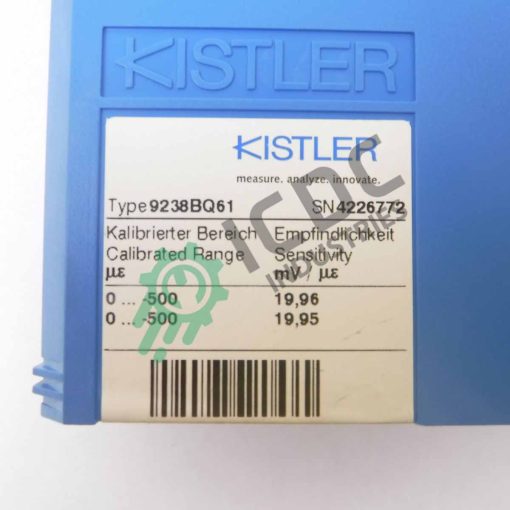 KISTLER
KISTLER
measure. analyze. innovate.
Type 9238BQ61 SN 4226772
Kalibrierter Bereich Empfindlichkeit
Calibrated Range Sensitivity
µε mV / µε
0 ... -500 19,96
0 ... -500 19,95
ICDC
INDUSTRIES